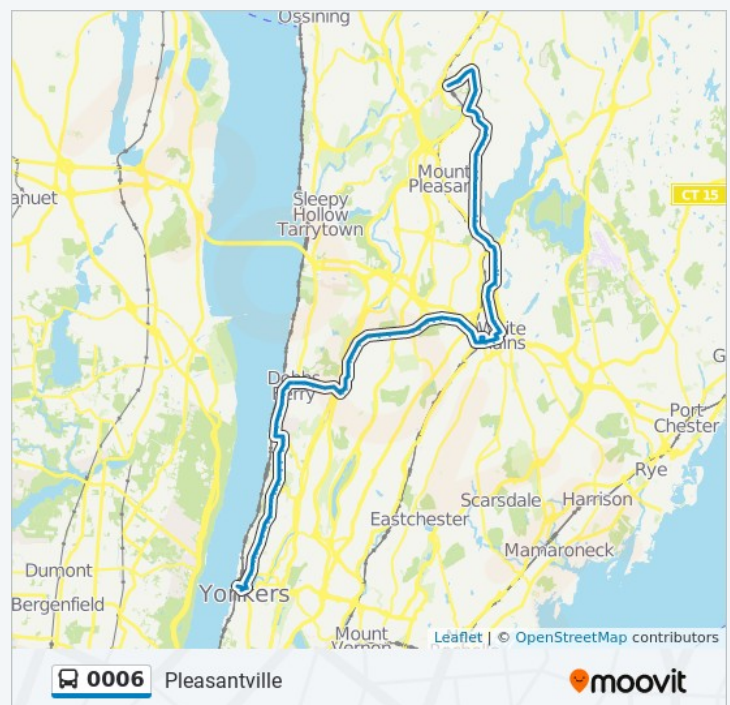 Ossining
Mount
Pleasan
CT 15
anuet
Sleepy
Hollow
Tarrytown
White
Plains
Dobbs
Ferry
G
Port
Chester
Rye
Scarsdale
Harrison
Eastchester
Mamaroneck
Dumont
Yonkers
Bergenfield
Mount
Vernon
Leaflet | © OpenStreetMap contributors
0006 Pleasantville
moovit